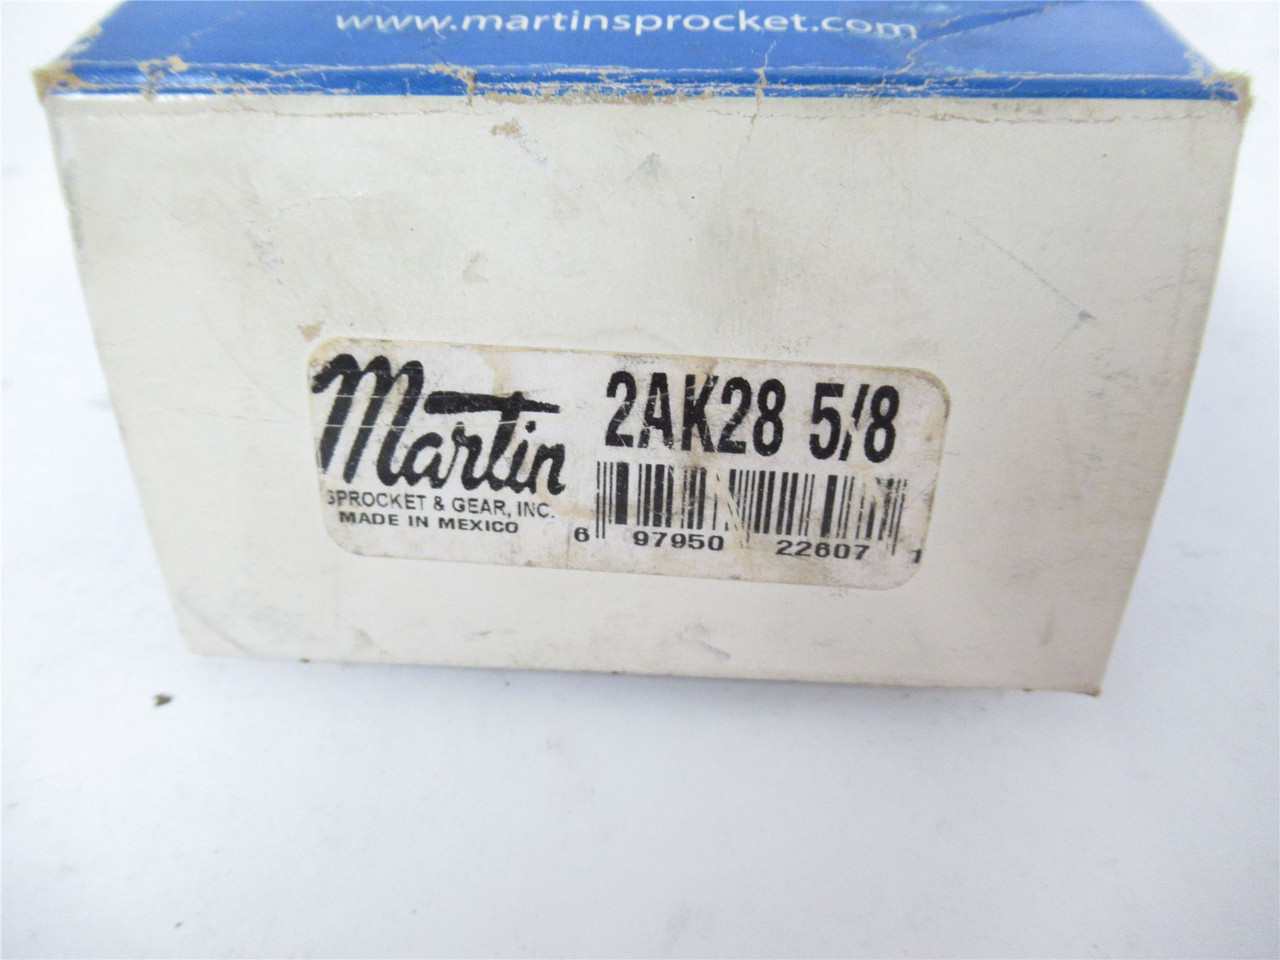 www.martinsprocket.com
Martin
SPROCKET & GEAR, INC.
MADE IN MEXICO
2AK28 5/8
6 97950 22607 1